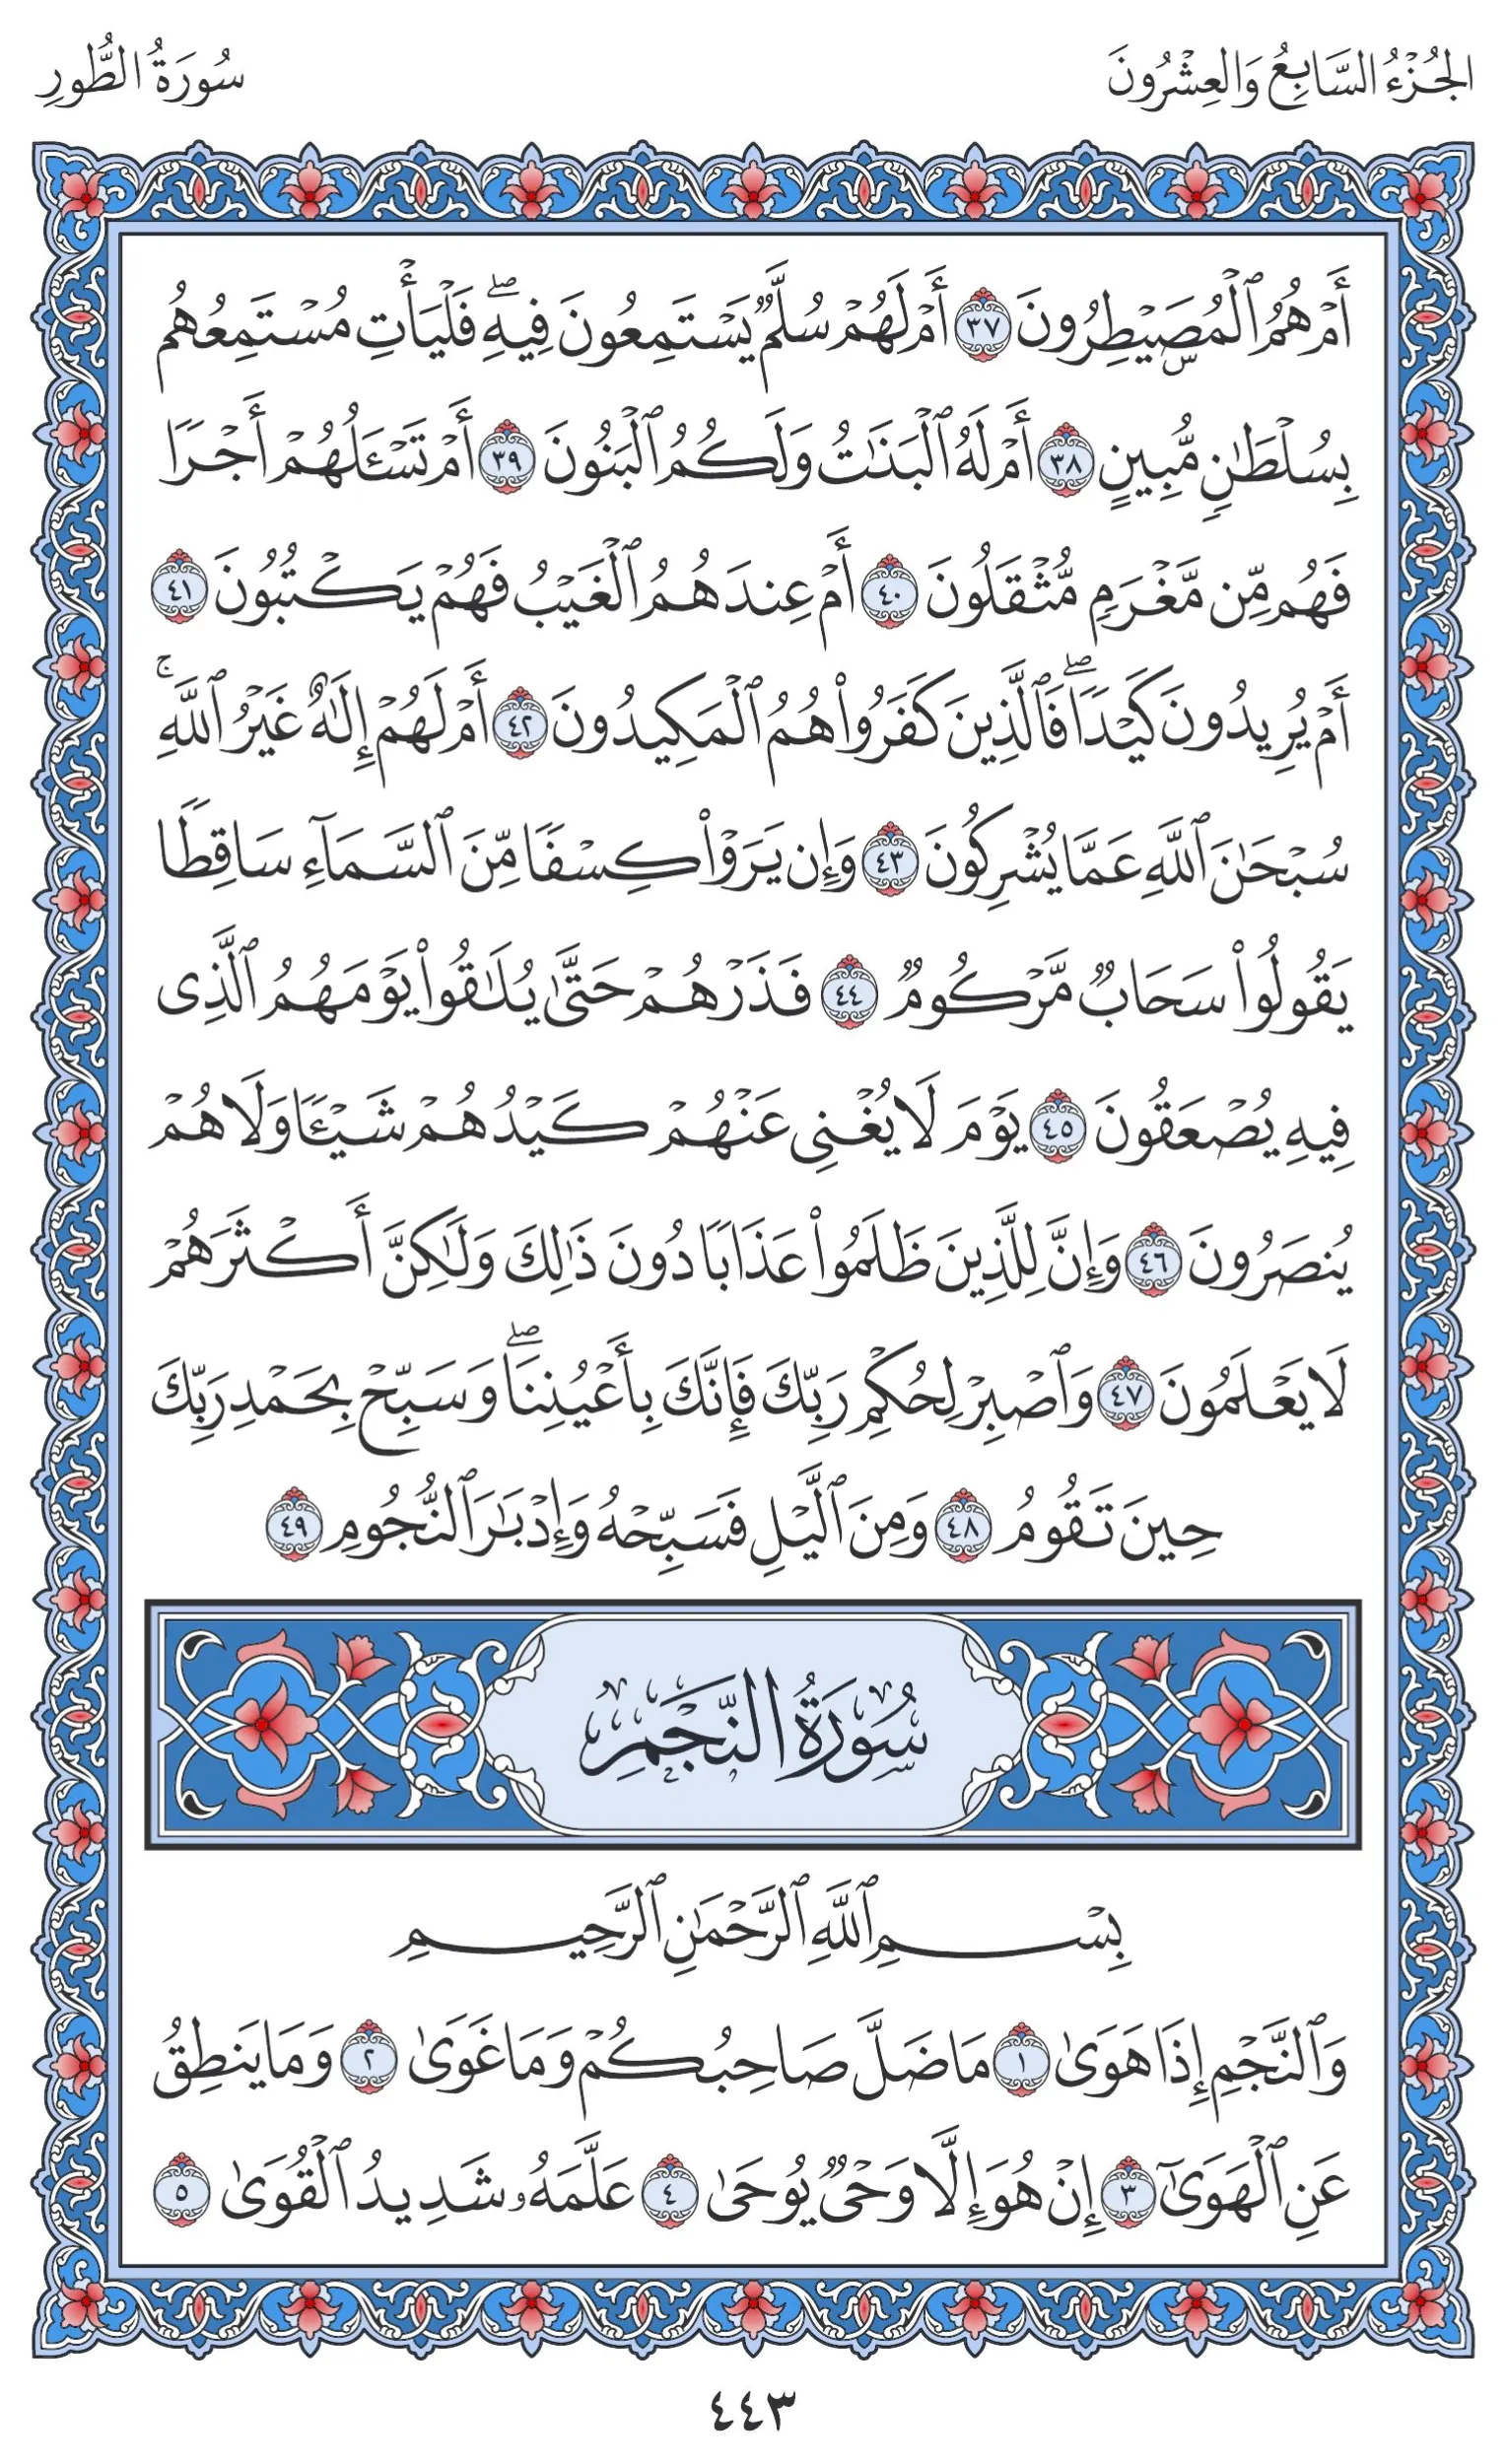 الجُزْءُ السَّابِعُ وَالعِشْرُونَ
سُورَةُ الطُّورِ
أَمْ هُمُ ٱلْمُصَۜيْطِرُونَ ٣٧ أَمْ لَهُمْ سُلَّمٌ يَسْتَمِعُونَ فِيهِۖ فَلْيَأْتِ مُسْتَمِعُهُم
بِسُلْطَٰنٍ مُّبِينٍ ٣٨ أَمْ لَهُ ٱلْبَنَٰتُ وَلَكُمُ ٱلْبَنُونَ ٣٩ أَمْ تَسْـَٔلُهُمْ أَجْرًا
فَهُم مِّن مَّغْرَمٍ مُّثْقَلُونَ ٤٠ أَمْ عِندَهُمُ ٱلْغَيْبُ فَهُمْ يَكْتُبُونَ ٤١
أَمْ يُرِيدُونَ كَيْدًاۖ فَٱلَّذِينَ كَفَرُوا۟ هُمُ ٱلْمَكِيدُونَ ٤٢ أَمْ لَهُمْ إِلَٰهٌ غَيْرُ ٱللَّهِۚ
سُبْحَٰنَ ٱللَّهِ عَمَّا يُشْرِكُونَ ٤٣ وَإِن يَرَوْا۟ كِسْفًا مِّنَ ٱلسَّمَآءِ سَاقِطًا
يَقُولُوا۟ سَحَابٌ مَّرْكُومٌ ٤٤ فَذَرْهُمْ حَتَّىٰ يُلَٰقُوا۟ يَوْمَهُمُ ٱلَّذِى
فِيهِ يُصْعَقُونَ ٤٥ يَوْمَ لَا يُغْنِى عَنْهُمْ كَيْدُهُمْ شَيْـًٔا وَلَا هُمْ
يُنصَرُونَ ٤٦ وَإِنَّ لِلَّذِينَ ظَلَمُوا۟ عَذَابًا دُونَ ذَٰلِكَ وَلَٰكِنَّ أَكْثَرَهُمْ
لَا يَعْلَمُونَ ٤٧ وَٱصْبِرْ لِحُكْمِ رَبِّكَ فَإِنَّكَ بِأَعْيُنِنَاۖ وَسَبِّحْ بِحَمْدِ رَبِّكَ
حِينَ تَقُومُ ٤٨ وَمِنَ ٱلَّيْلِ فَسَبِّحْهُ وَإِدْبَٰرَ ٱلنُّجُومِ ٤٩
سُورَةُ النَّجْمِ
بِسْمِ ٱللَّهِ ٱلرَّحْمَٰنِ ٱلرَّحِيمِ
وَٱلنَّجْمِ إِذَا هَوَىٰ ١ مَا ضَلَّ صَاحِبُكُمْ وَمَا غَوَىٰ ٢ وَمَا يَنطِقُ
عَنِ ٱلْهَوَىٰٓ ٣ إِنْ هُوَ إِلَّا وَحْىٌ يُوحَىٰ ٤ عَلَّمَهُۥ شَدِيدُ ٱلْقُوَىٰ ٥
٤٤٣